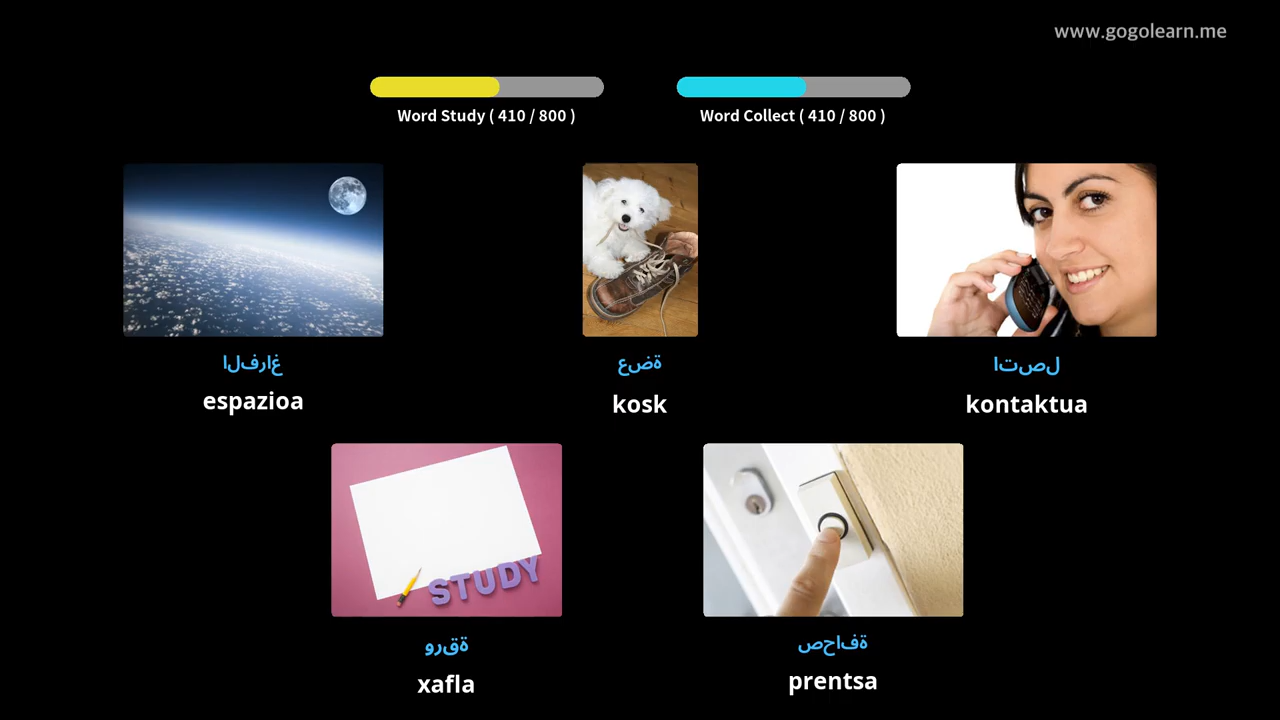 www.gogolearn.me
Word Study ( 410 / 800 )
Word Collect ( 410 / 800 )
الفراغ
espazioa
عضة
kosk
اتصل
kontaktua
STUDY
ورقة
xafla
صحافة
prentsa